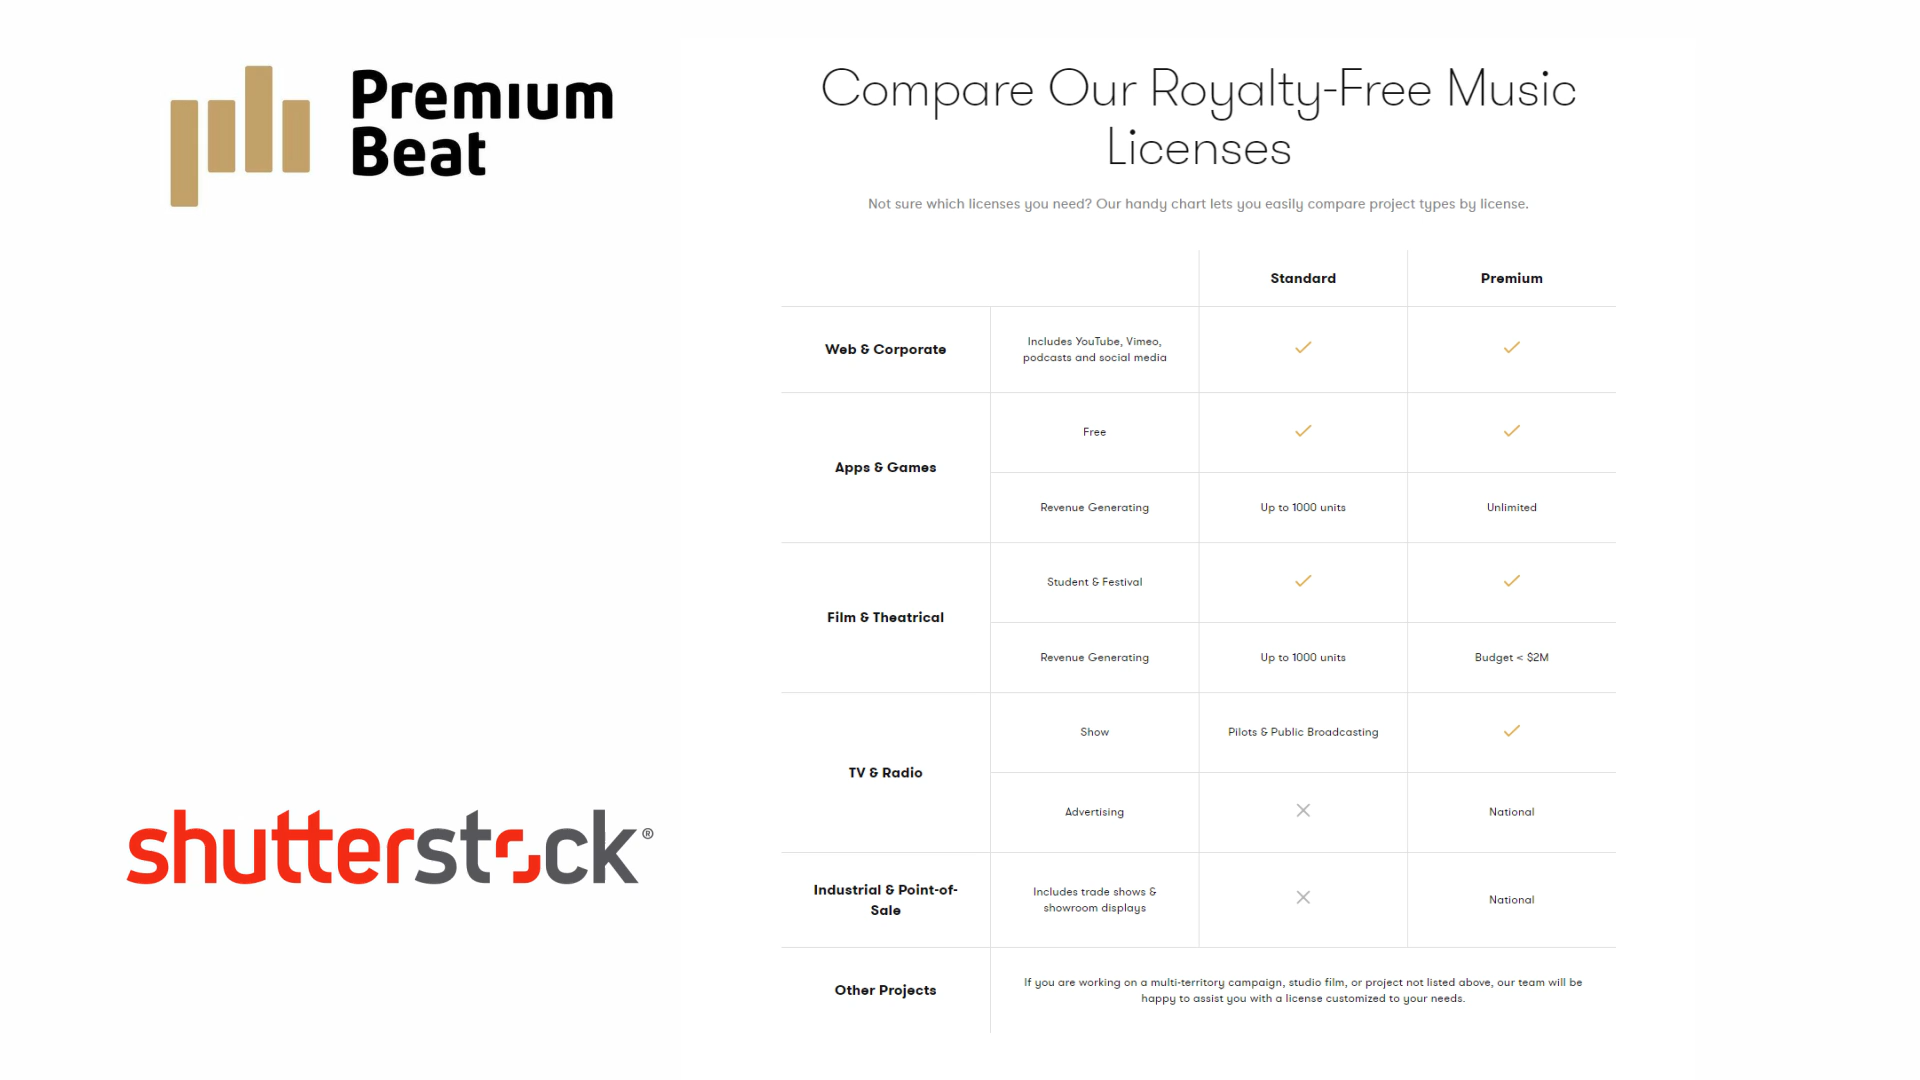 Premium
Beat
Compare Our Royalty-Free Music
Licenses
Not sure which licenses you need? Our handy chart lets you easily compare project types by license.
Standard
Premium
Web & Corporate
Includes YouTube, Vimeo,
podcasts and social media
Apps & Games
Free
Revenue Generating
Up to 1000 units
Unlimited
Film & Theatrical
Student & Festival
Revenue Generating
Up to 1000 units
Budget < $2M
TV & Radio
Show
Pilots & Public Broadcasting
Advertising
National
Industrial & Point-of-
Sale
Includes trade shows &
showroom displays
National
Other Projects
If you are working on a multi-territory campaign, studio film, or project not listed above, our team will be
happy to assist you with a license customized to your needs.
shutterstock®